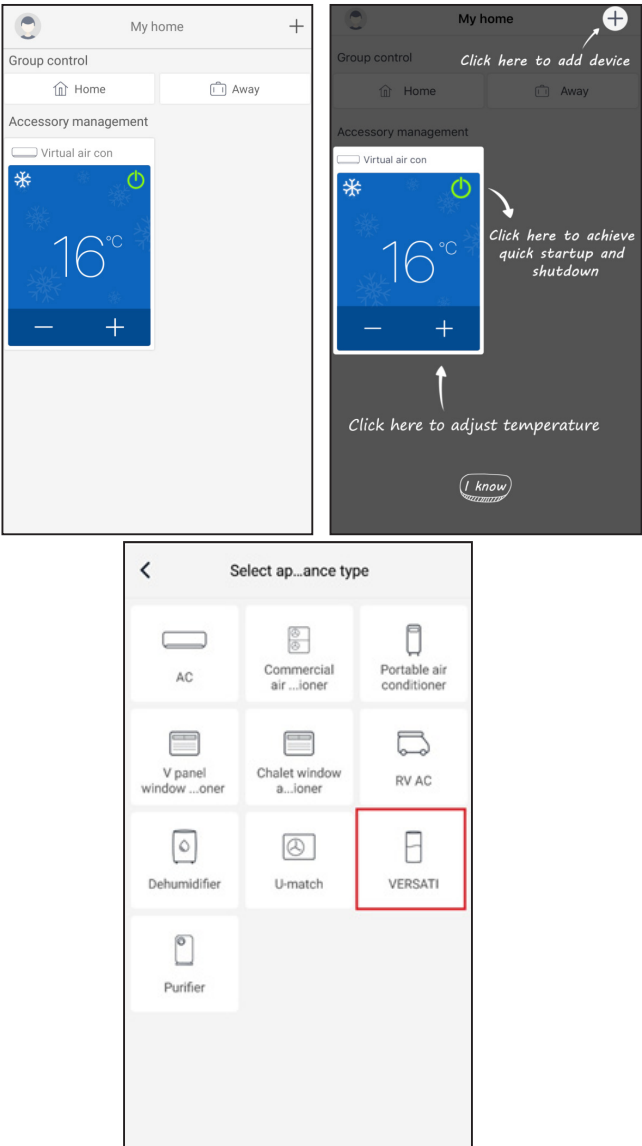 My home
+
Group control
Home
Away
Accessory management
Virtual air con
16°C
— +
My home
+
Click here to add device
Group control
Home
Away
Accessory management
Virtual air con
16°C
— +
Click here to achieve
quick startup and
shutdown
Click here to adjust temperature
I know
Select ap...ance type
AC
Commercial
air ...ioner
Portable air
conditioner
V panel
window ...oner
Chalet window
a...ioner
RV AC
Dehumidifier
U-match
VERSATI
Purifier